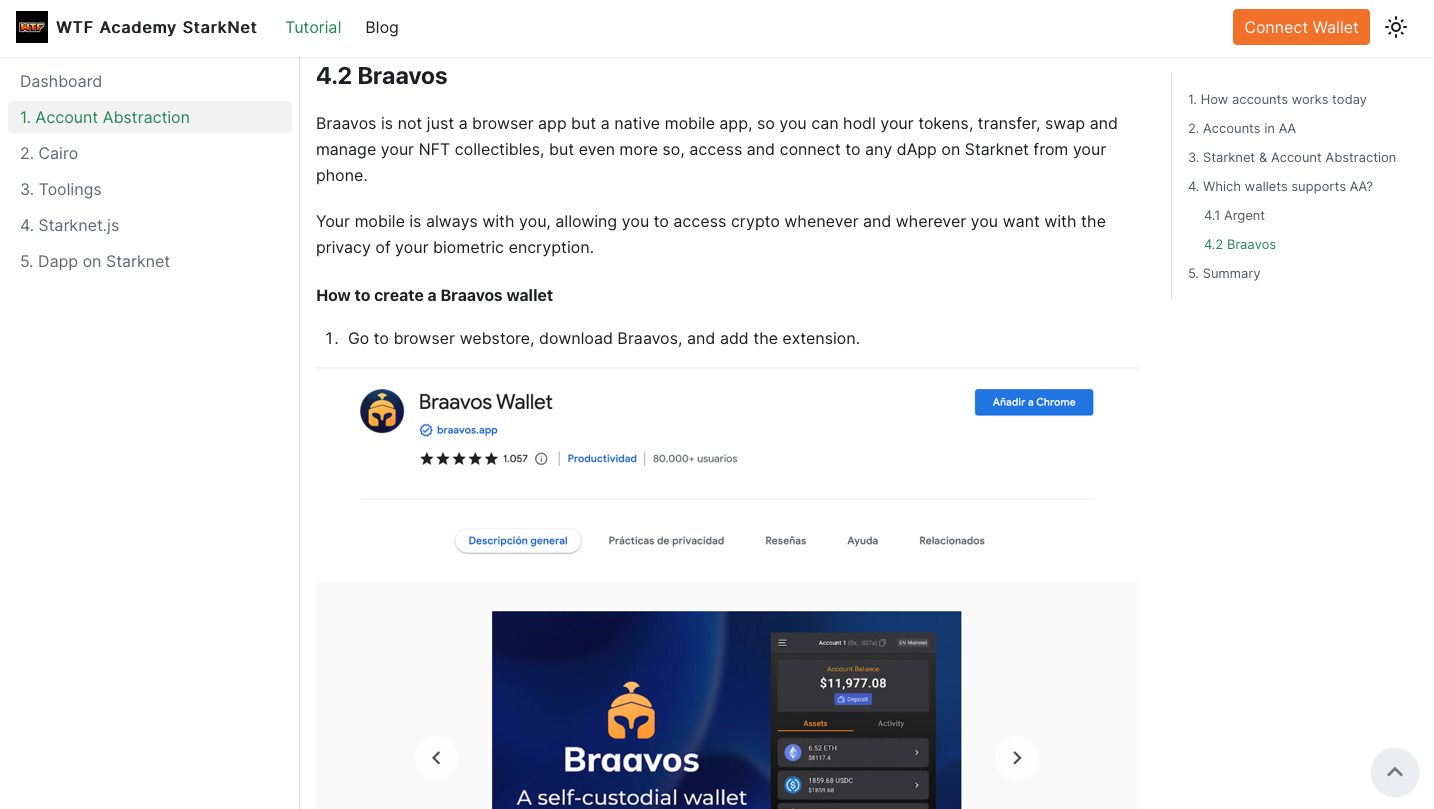 WTF
WTF Academy StarkNet
Tutorial
Blog
Connect Wallet
Dashboard
1. Account Abstraction
2. Cairo
3. Toolings
4. Starknet.js
5. Dapp on Starknet
4.2 Braavos
Braavos is not just a browser app but a native mobile app, so you can hodl your tokens, transfer, swap and
manage your NFT collectibles, but even more so, access and connect to any dApp on Starknet from your
phone.
Your mobile is always with you, allowing you to access crypto whenever and wherever you want with the
privacy of your biometric encryption.
How to create a Braavos wallet
1. Go to browser webstore, download Braavos, and add the extension.
Braavos Wallet
Añadir a Chrome
braavos.app
1.057
Productividad
80.000+ usuarios
Descripción general
Prácticas de privacidad
Reseñas
Ayuda
Relacionados
Braavos
A self-custodial wallet
Account 1 (0x...d27a)
SN Mainnet
Account Balance
$11,977.08
Deposit
Assets
Activity
6.52 ETH
$8117.4
1859.68 USDC
$1859.68
1. How accounts works today
2. Accounts in AA
3. Starknet & Account Abstraction
4. Which wallets supports AA?
4.1 Argent
4.2 Braavos
5. Summary